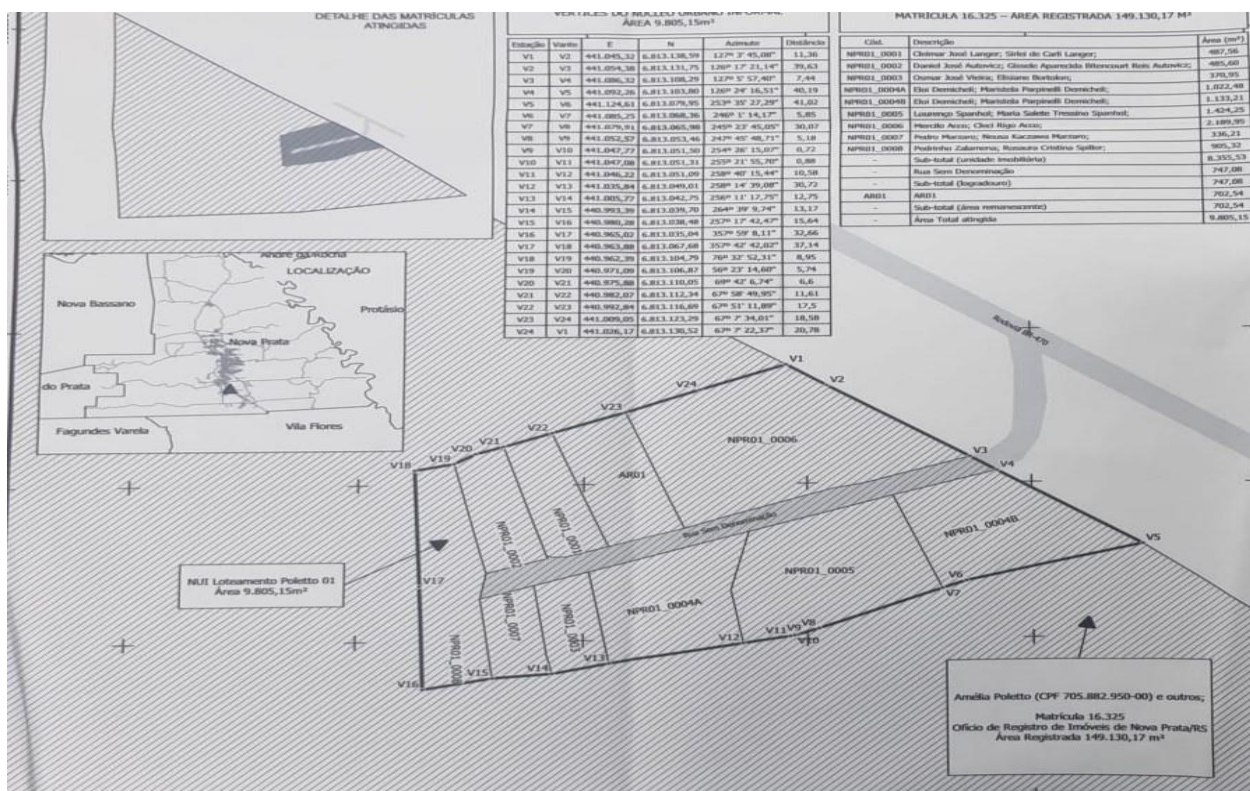 DETALHE DAS MATRÍCULAS
ATINGIDAS
VÉRTICES DO NÚCLEO URBANO INFORMAL
ÁREA 9.805,15m²
Estação Vante E N Azimute Distância
V1 V2 441.045,32 6.813.138,59 127º 3' 45,08" 11,36
V2 V3 441.054,38 6.813.131,75 126º 17' 21,14" 39,63
V3 V4 441.086,32 6.813.108,29 127º 5' 57,40" 7,44
V4 V5 441.092,26 6.813.103,80 126º 24' 16,51" 40,19
V5 V6 441.124,61 6.813.079,95 253º 35' 27,29" 41,02
V6 V7 441.085,25 6.813.068,36 246º 1' 14,17" 5,85
V7 V8 441.079,91 6.813.065,98 245º 23' 45,05" 30,07
V8 V9 441.052,57 6.813.053,46 247º 45' 48,71" 5,18
V9 V10 441.047,77 6.813.051,50 254º 26' 15,07" 0,72
V10 V11 441.047,08 6.813.051,31 255º 21' 55,70" 0,88
V11 V12 441.046,22 6.813.051,09 258º 40' 15,44" 10,58
V12 V13 441.035,84 6.813.049,01 258º 14' 39,08" 30,72
V13 V14 441.005,77 6.813.042,75 256º 11' 17,75" 12,75
V14 V15 440.993,39 6.813.039,70 264º 39' 9,74" 13,17
V15 V16 440.980,28 6.813.038,48 257º 17' 42,47" 15,64
V16 V17 440.965,02 6.813.035,04 357º 59' 8,11" 32,66
V17 V18 440.963,88 6.813.067,68 357º 42' 42,02" 37,14
V18 V19 440.962,39 6.813.104,79 76º 32' 52,31" 8,95
V19 V20 440.971,09 6.813.106,87 56º 23' 14,60" 5,74
V20 V21 440.975,88 6.813.110,05 69º 42' 6,74" 6,6
V21 V22 440.982,07 6.813.112,34 67º 58' 49,95" 11,61
V22 V23 440.992,84 6.813.116,69 67º 51' 11,89" 17,5
V23 V24 441.009,05 6.813.123,29 67º 7' 34,01" 18,58
V24 V1 441.026,17 6.813.130,52 67º 7' 22,37" 20,78
MATRÍCULA 16.325 – ÁREA REGISTRADA 149.130,17 M²
Cód. Descrição Área (m²)
NPR01_0001 Cleimar José Langer; Sirlei de Carli Langer; 487,56
NPR01_0002 Daniel José Autovicz; Gissele Aparecida Bitencourt Reis Autovicz; 485,60
NPR01_0003 Osmar José Vieira; Elisiane Bortolon; 370,95
NPR01_0004A Eloi Demicheli; Maristela Parpinelli Demicheli; 1.022,48
NPR01_0004B Eloi Demicheli; Maristela Parpinelli Demicheli; 1.133,21
NPR01_0005 Lourenço Spanhol; Maria Salete Tressino Spanhol; 1.424,25
NPR01_0006 Mercilo Acco; Cleci Rigo Acco; 2.189,95
NPR01_0007 Pedro Marsaro; Neusa Kaczawa Marsaro; 336,21
NPR01_0008 Pedrinho Zalamena; Rosaura Cristina Spiller; 905,32
- Sub-total (unidade imobiliária) 8.355,53
- Rua Sem Denominação 747,08
- Sub-total (logradouro) 747,08
AR01 AR01 702,54
- Sub-total (área remanescente) 702,54
- Área Total atingida 9.805,15
André da Rocha
LOCALIZAÇÃO
Nova Bassano
Protásio
Nova Prata
do Prata
Fagundes Varela
Vila Flores
Rodovia BR-470
V1
V2
V24
V23
V22
V21
V20
V19
V18
V3
V4
V5
V6
V7
V8
V9
V10
V11
V12
V13
V14
V15
V16
V17
NPR01_0006
AR01
NPR01_0001
NPR01_0002
Rua Sem Denominação
NPR01_0004B
NPR01_0005
NPR01_0004A
NPR01_0003
NPR01_0007
NPR01_0008
NUI Loteamento Poletto 01
Área 9.805,15m²
Amélia Poletto (CPF 705.882.950-00) e outros;
Matrícula 16.325
Ofício de Registro de Imóveis de Nova Prata/RS
Área Registrada 149.130,17 m²